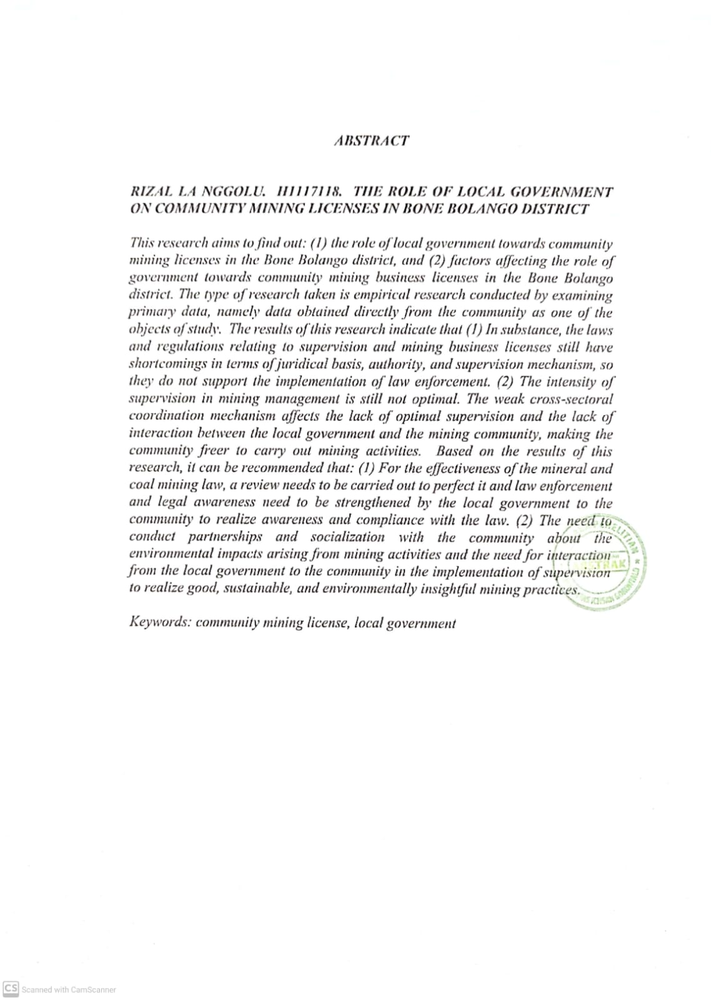 ABSTRACT
RIZAL LA NGGOLU. H1117118. THE ROLE OF LOCAL GOVERNMENT
ON COMMUNITY MINING LICENSES IN BONE BOLANGO DISTRICT
This research aims to find out: (1) the role of local government towards community
mining licenses in the Bone Bolango district, and (2) factors affecting the role of
government towards community mining business licenses in the Bone Bolango
district. The type of research taken is empirical research conducted by examining
primary data, namely data obtained directly from the community as one of the
objects of study. The results of this research indicate that (1) In substance, the laws
and regulations relating to supervision and mining business licenses still have
shortcomings in terms of juridical basis, authority, and supervision mechanism, so
they do not support the implementation of law enforcement. (2) The intensity of
supervision in mining management is still not optimal. The weak cross-sectoral
coordination mechanism affects the lack of optimal supervision and the lack of
interaction between the local government and the mining community, making the
community freer to carry out mining activities. Based on the results of this
research, it can be recommended that: (1) For the effectiveness of the mineral and
coal mining law, a review needs to be carried out to perfect it and law enforcement
and legal awareness need to be strengthened by the local government to the
community to realize awareness and compliance with the law. (2) The need to
conduct partnerships and socialization with the community about the
environmental impacts arising from mining activities and the need for interaction
from the local government to the community in the implementation of supervision
to realize good, sustainable, and environmentally insightful mining practices.
Keywords: community mining license, local government
ABSTRAK
CS Scanned with CamScanner